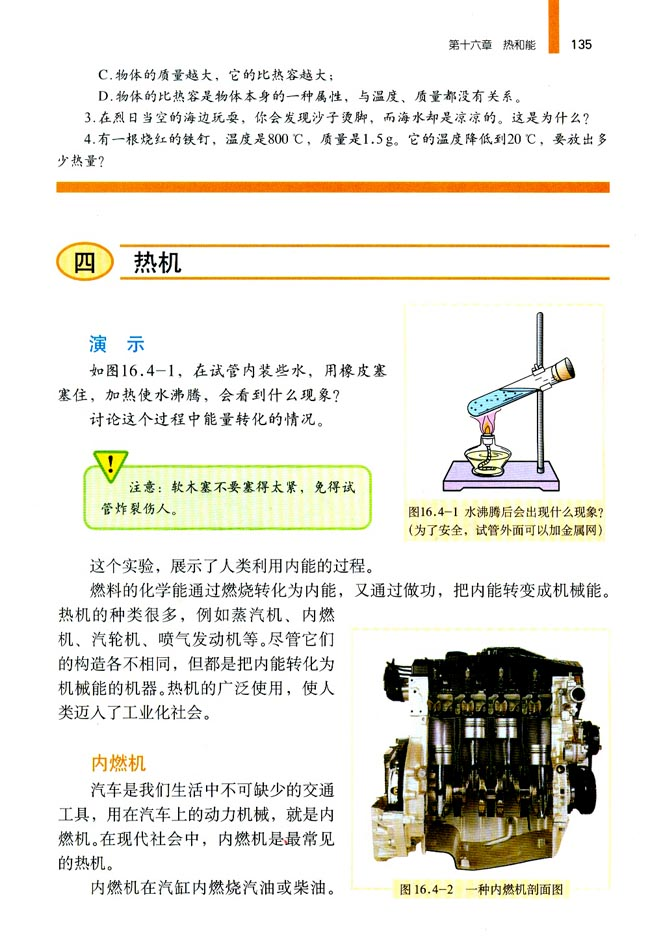 第十六章 热和能 135
C.物体的质量越大，它的比热容越大；
D.物体的比热容是物体本身的一种属性，与温度、质量都没有关系。
3.在烈日当空的海边玩耍，你会发现沙子烫脚，而海水却是凉凉的。这是为什么？
4.有一根烧红的铁钉，温度是800 ℃，质量是1.5 g。它的温度降低到20 ℃，要放出多
少热量？
四 热机
演 示
如图16.4-1，在试管内装些水，用橡皮塞
塞住，加热使水沸腾，会看到什么现象？
讨论这个过程中能量转化的情况。
!
注意：软木塞不要塞得太紧，免得试
管炸裂伤人。
图16.4-1 水沸腾后会出现什么现象？
（为了安全，试管外面可以加金属网）
这个实验，展示了人类利用内能的过程。
燃料的化学能通过燃烧转化为内能，又通过做功，把内能转变成机械能。
热机的种类很多，例如蒸汽机、内燃
机、汽轮机、喷气发动机等。尽管它们
的构造各不相同，但都是把内能转化为
机械能的机器。热机的广泛使用，使人
类迈入了工业化社会。
内燃机
汽车是我们生活中不可缺少的交通
工具，用在汽车上的动力机械，就是内
燃机。在现代社会中，内燃机是最常见
的热机。
内燃机在汽缸内燃烧汽油或柴油。
图 16.4-2 一种内燃机剖面图